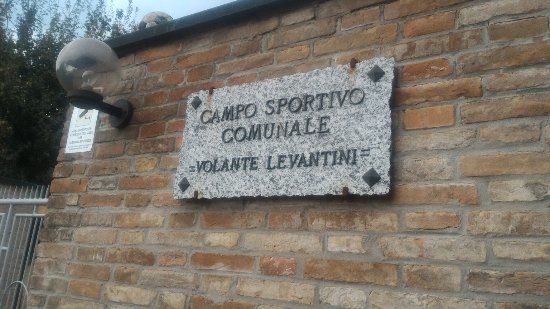 CAMPO SPORTIVO
COMUNALE
=VOLANTE LEVANTINI=